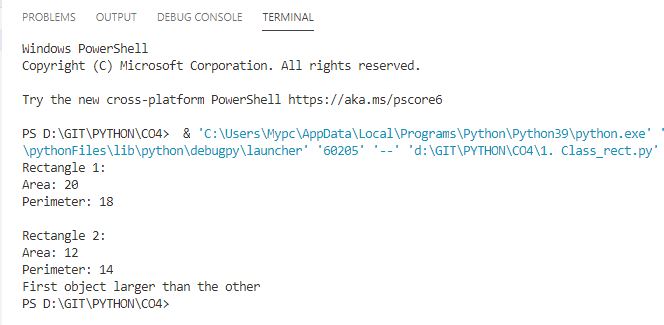 PROBLEMS OUTPUT DEBUG CONSOLE TERMINAL
Windows PowerShell
Copyright (C) Microsoft Corporation. All rights reserved.
Try the new cross-platform PowerShell https://aka.ms/pscore6
PS D:\GIT\PYTHON\CO4>  & 'C:\Users\Mypc\AppData\Local\Programs\Python\Python39\python.exe' '
\pythonFiles\lib\python\debugpy\launcher' '60205' '--' 'd:\GIT\PYTHON\CO4\1. Class_rect.py'
Rectangle 1:
Area: 20
Perimeter: 18
Rectangle 2:
Area: 12
Perimeter: 14
First object larger than the other
PS D:\GIT\PYTHON\CO4>